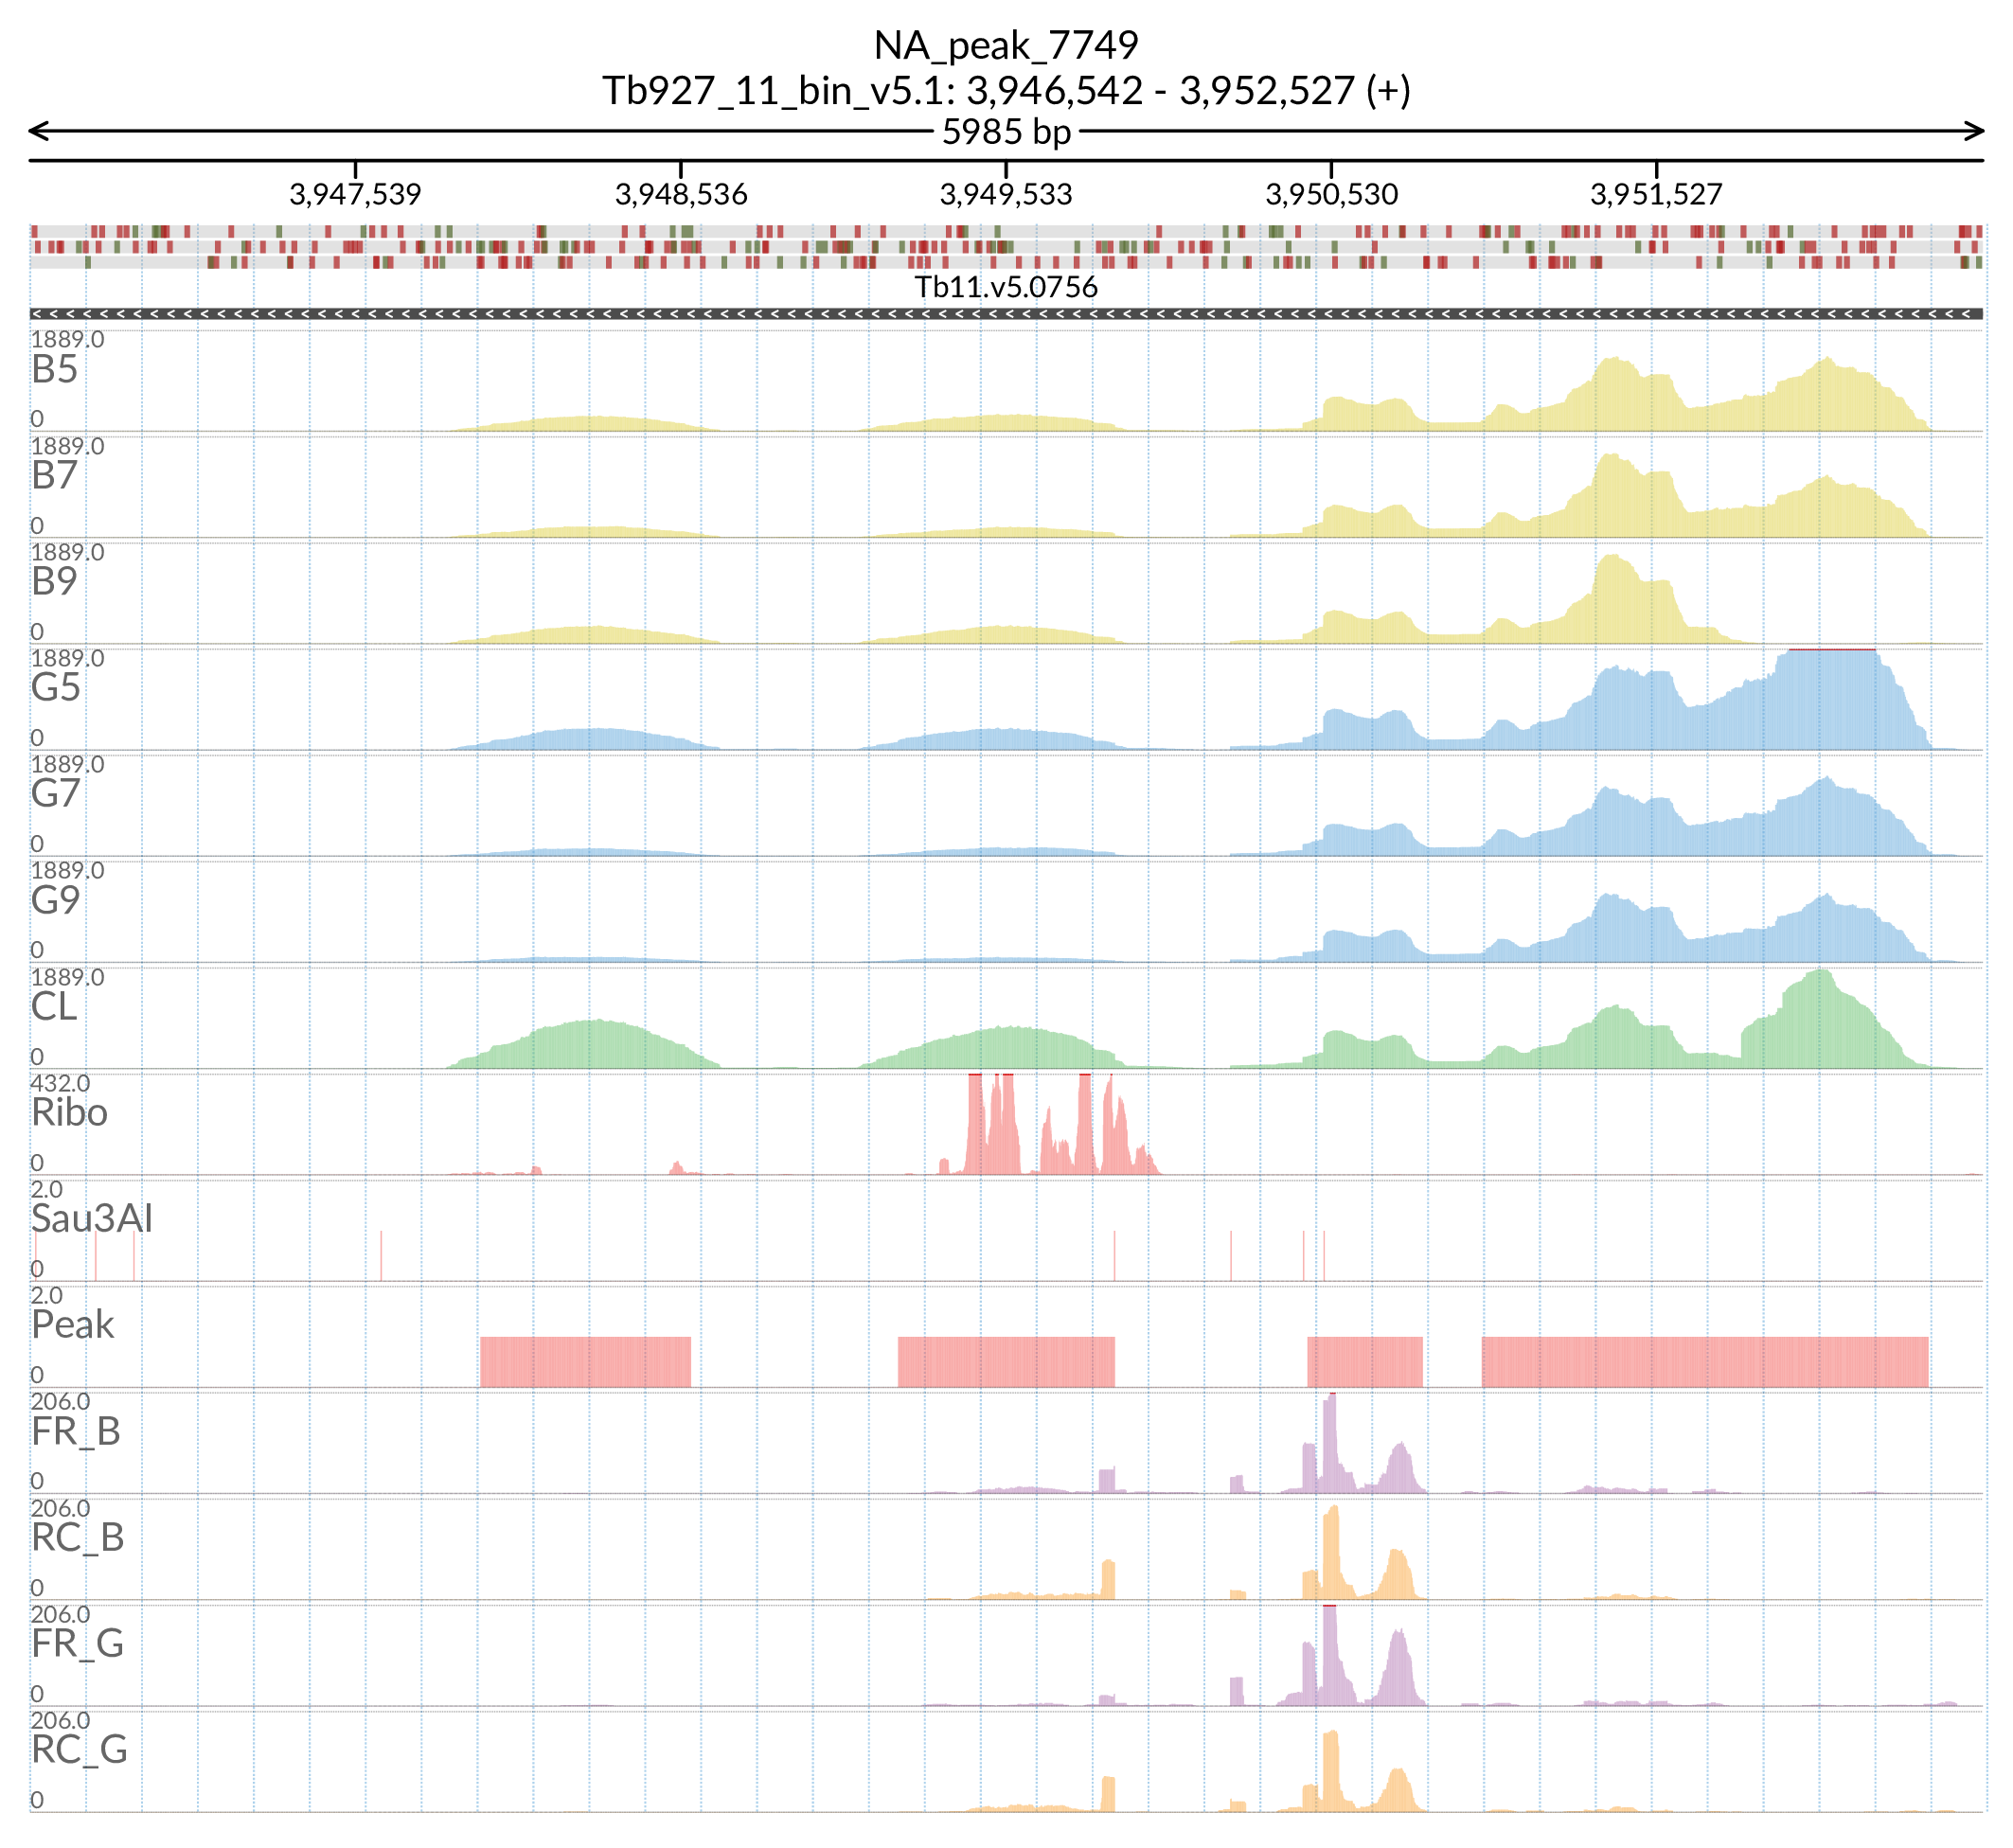 NA_peak_7749
Tb927_11_bin_v5.1: 3,946,542 - 3,952,527 (+)
5985 bp
3,947,539 3,948,536 3,949,533 3,950,530 3,951,527
Tb11.v5.0756
1889.0
B5
0
1889.0
B7
0
1889.0
B9
0
1889.0
G5
0
1889.0
G7
0
1889.0
G9
0
1889.0
CL
0
432.0
Ribo
0
2.0
Sau3AI
0
2.0
Peak
0
206.0
FR_B
0
206.0
RC_B
0
206.0
FR_G
0
206.0
RC_G
0